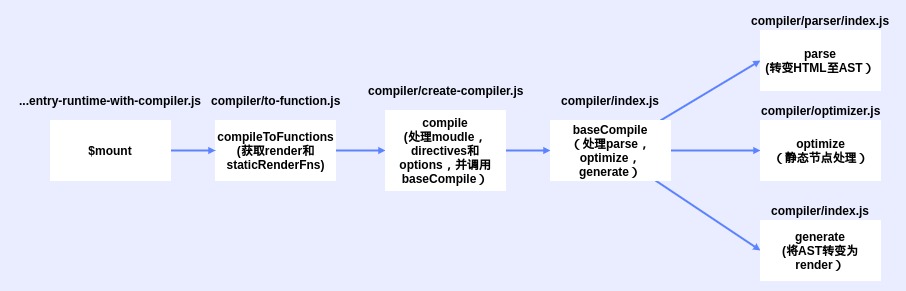 ...entry-runtime-with-compiler.js
$mount
compiler/to-function.js
compileToFunctions
(获取render和
staticRenderFns)
compiler/create-compiler.js
compile
(处理moudle，
directives和
options，并调用
baseCompile）
compiler/index.js
baseCompile
（处理parse，
optimize，
generate）
compiler/parser/index.js
parse
(转变HTML至AST）
compiler/optimizer.js
optimize
（静态节点处理）
compiler/index.js
generate
(将AST转变为
render）